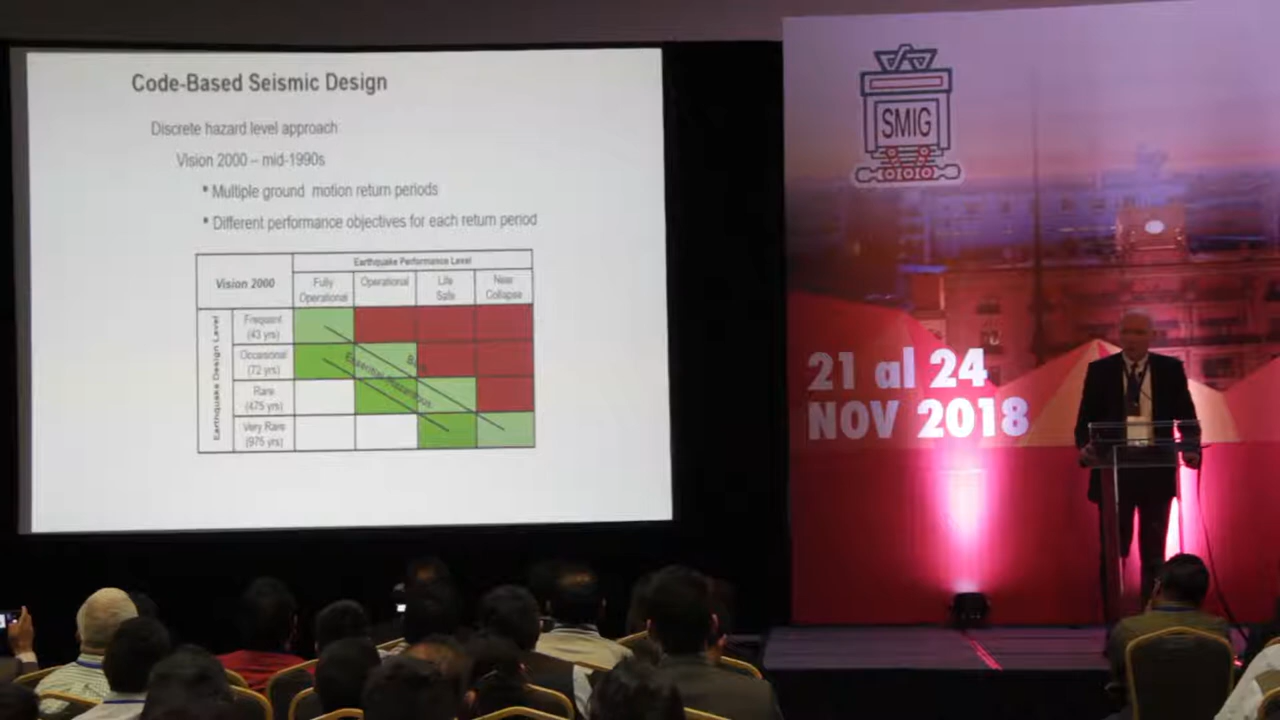 Code-Based Seismic Design
Discrete hazard level approach
Vision 2000 – mid-1990s
* Multiple ground motion return periods
* Different performance objectives for each return period
Vision 2000
Earthquake Performance Level
Fully
Operational
Operational
Life
Safe
Near
Collapse
Earthquake Design Level
Frequent
(43 yrs)
Occasional
(72 yrs)
Rare
(475 yrs)
Very Rare
(975 yrs)
SMIG
21 al 24
NOV 2018